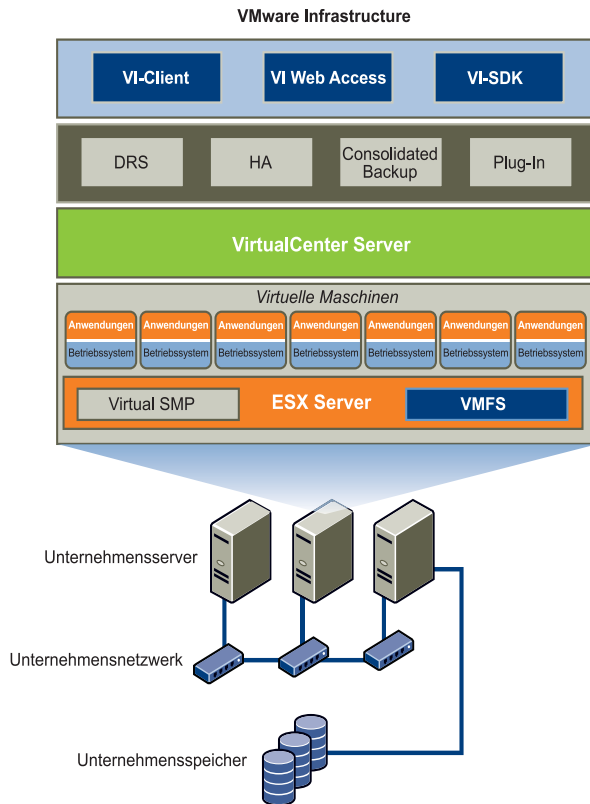 VMware Infrastructure
VI-Client
VI Web Access
VI-SDK
DRS
HA
Consolidated
Backup
Plug-In
VirtualCenter Server
Virtuelle Maschinen
Anwendungen
Anwendungen
Anwendungen
Anwendungen
Anwendungen
Anwendungen
Anwendungen
Betriebssystem
Betriebssystem
Betriebssystem
Betriebssystem
Betriebssystem
Betriebssystem
Betriebssystem
Virtual SMP
ESX Server
VMFS
Unternehmensserver
Unternehmensnetzwerk
Unternehmensspeicher